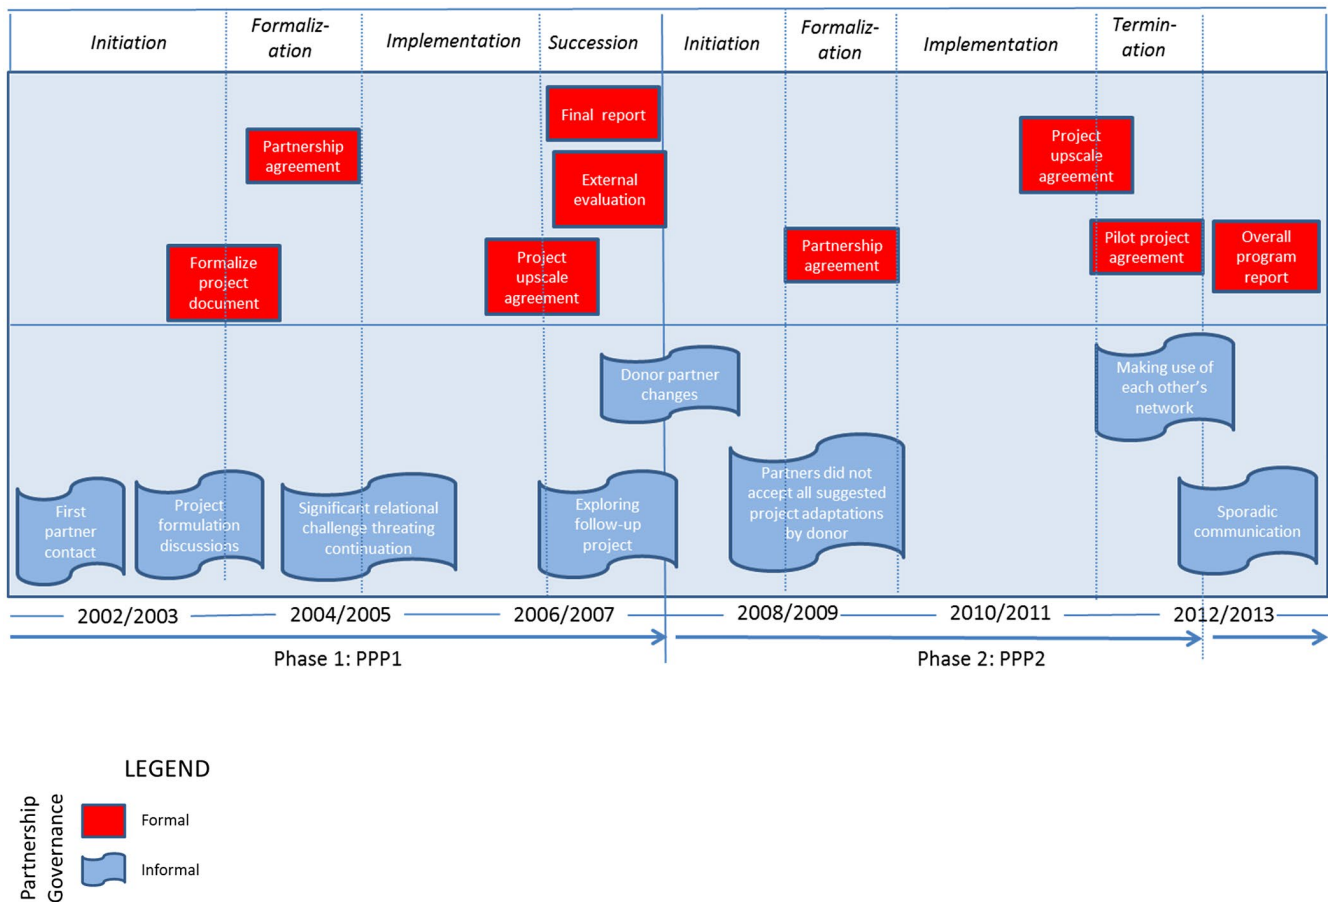 Initiation
Formaliz-
ation
Implementation
Succession
Initiation
Formaliz-
ation
Implementation
Termin-
ation
Final report
Partnership
agreement
External
evaluation
Formalize
project
document
Project
upscale
agreement
Partnership
agreement
Project
upscale
agreement
Pilot project
agreement
Overall
program
report
Donor partner
changes
Making use of
each other's
network
First
partner
contact
Project
formulation
discussions
Significant relational
challenge threating
continuation
Exploring
follow-up
project
Partners did not
accept all suggested
project adaptations
by donor
Sporadic
communication
2002/2003
2004/2005
2006/2007
2008/2009
2010/2011
2012/2013
Phase 1: PPP1
Phase 2: PPP2
LEGEND
Partnership
Governance
Formal
Informal